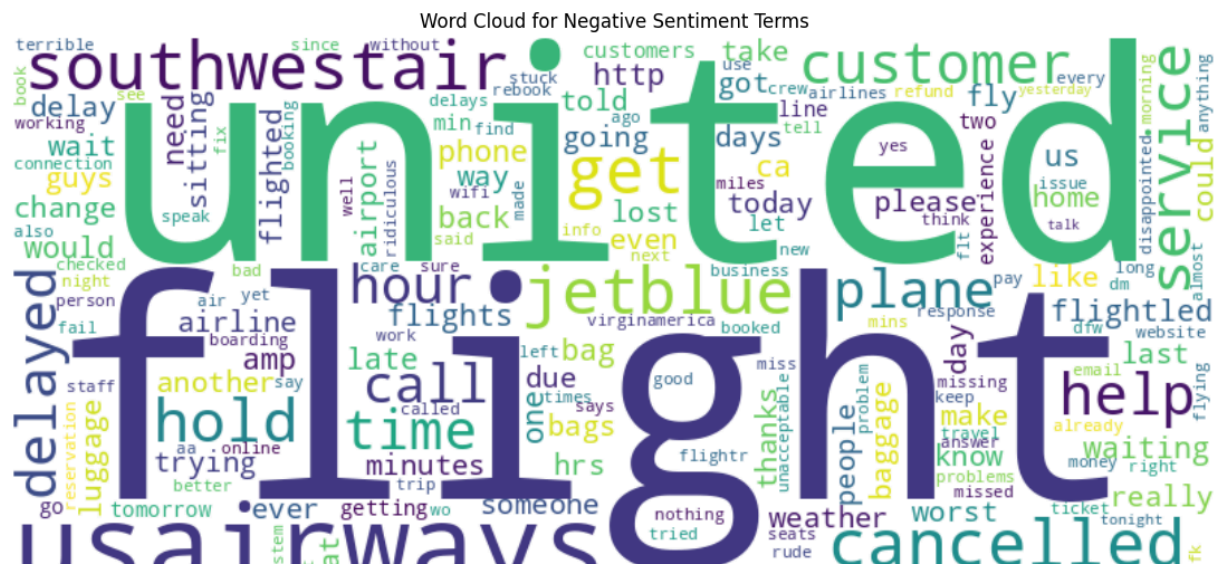 Word Cloud for Negative Sentiment Terms
terrible
since
without
customers
take
southwestair
customer
book
see
delay
working
need
sitting
fix
booking
flighted
united
stuck
rebook
http
use
got
crew
airlines
refund
fly
every
yesterday
morning
service
anything
could
delays
told
ago
going
line
days
tell
two
min
find
wait
connection
guys
change
also
would
speak
airport
well
ridiculous
phone
way
wifi
made
back
said
get
info
lost
even
next
miles
today
let
new
ca
yes
please
think
flt
experience
us
issue
home
talk
disappointed
almost
checked
night
person
fail
bad
care
sure
hour
flights
jetblue
business
virginamerica
booked
plane
pay
response
like
long
dm
flightled
dfw
website
delayed
flight
air
yet
airline
boarding
amp
another
say
staff
work
late
call
called
left
bag
due
times
one
says
bags
good
miss
day
missing
keep
last
email
help
flying
reservation
luggage
hold
aa
online
trying
better
time
minutes
trip
hrs
flightr
thanks
unacceptable
people
problem
baggage
make
travel
answer
know
problems
missed
already
waiting
money
right
really
go
tomorrow
ever
getting
wo
someone
nothing
tried
weather
seats
rude
worst
ticket
tonight
usairways
at
cancelled
fk